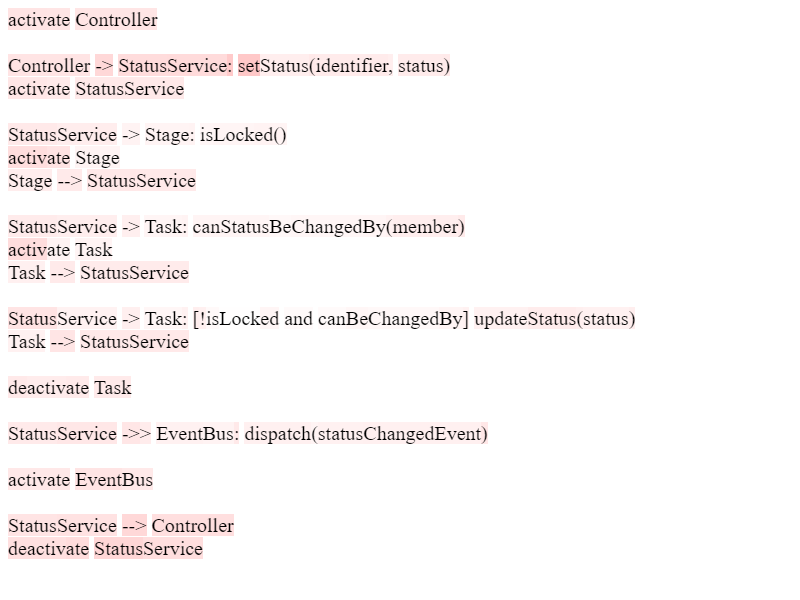 activate Controller
Controller -> StatusService: setStatus(identifier, status)
activate StatusService
StatusService -> Stage: isLocked()
activate Stage
Stage --> StatusService
StatusService -> Task: canStatusBeChangedBy(member)
activate Task
Task --> StatusService
StatusService -> Task: [!isLocked and canBeChangedBy] updateStatus(status)
Task --> StatusService
deactivate Task
StatusService ->> EventBus: dispatch(statusChangedEvent)
activate EventBus
StatusService --> Controller
deactivate StatusService